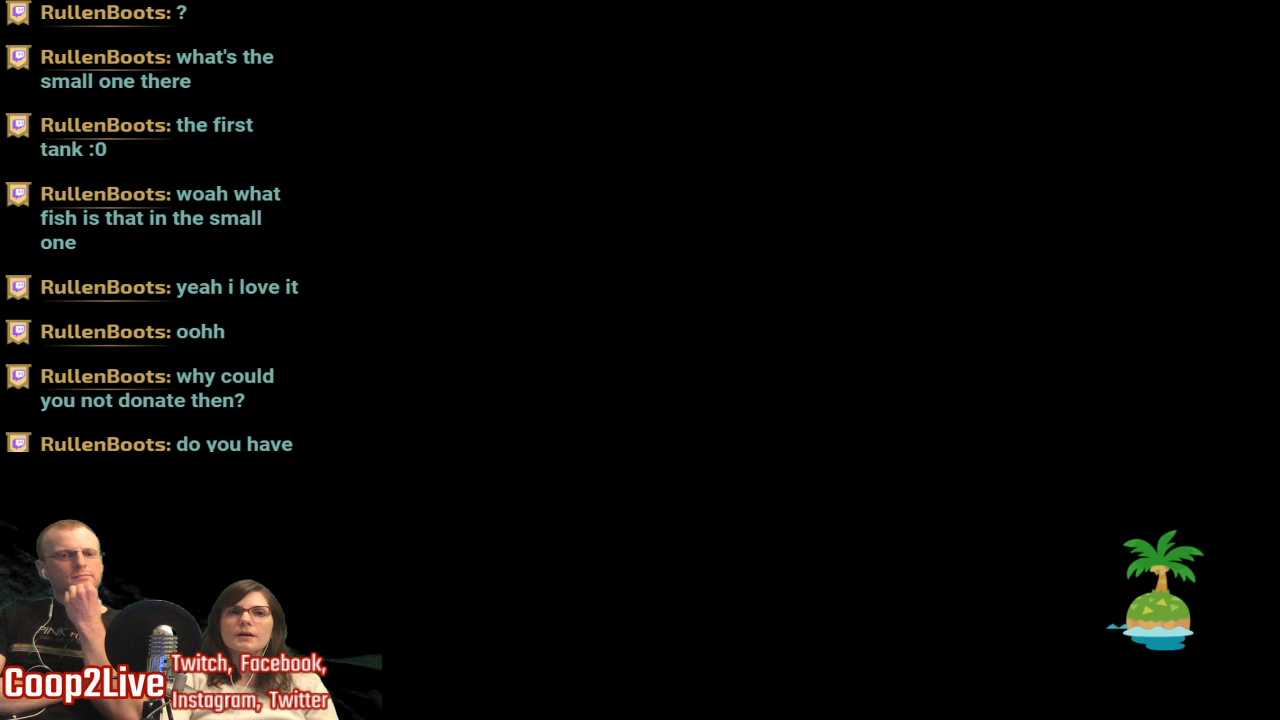 RullenBoots: ?
RullenBoots: what's the
small one there
RullenBoots: the first
tank :0
RullenBoots: woah what
fish is that in the small
one
RullenBoots: yeah i love it
RullenBoots: oohh
RullenBoots: why could
you not donate then?
RullenBoots: do you have
PINK
Coop2Live
Twitch, Facebook,
Instagram, Twitter